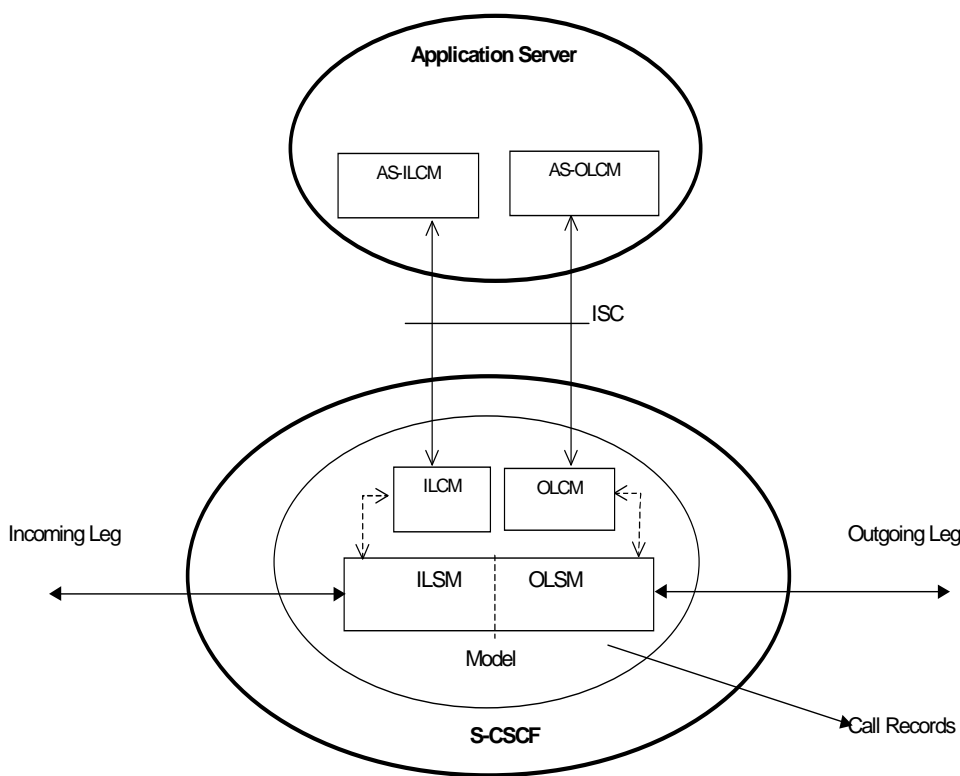 Application Server
AS-ILCM
AS-OLCM
ISC
ILCM
OLCM
Incoming Leg
Outgoing Leg
ILSM
OLSM
Model
S-CSCF
Call Records